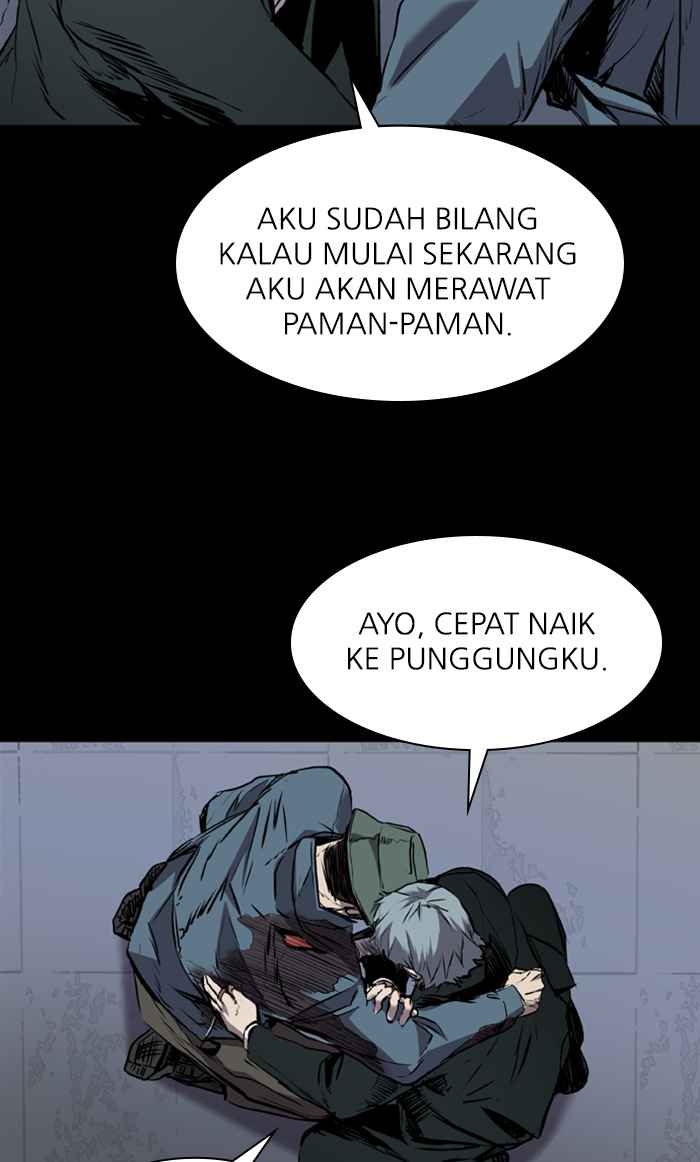 AKU SUDAH BILANG
KALAU MULAI SEKARANG
AKU AKAN MERAWAT
PAMAN-PAMAN.
AYO, CEPAT NAIK
KE PUNGGUNGKU.